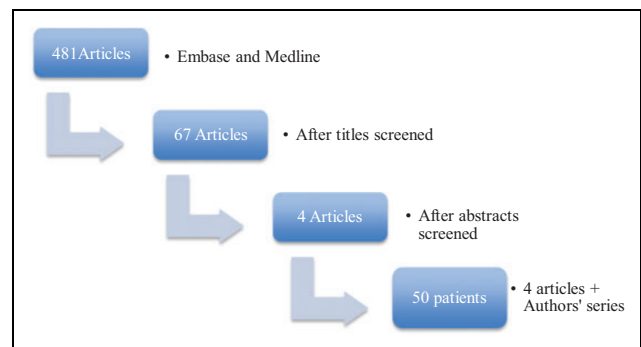 481Articles
• Embase and Medline
67 Articles
• After titles screened
4 Articles
• After abstracts
screened
50 patients
• 4 articles +
Authors' series